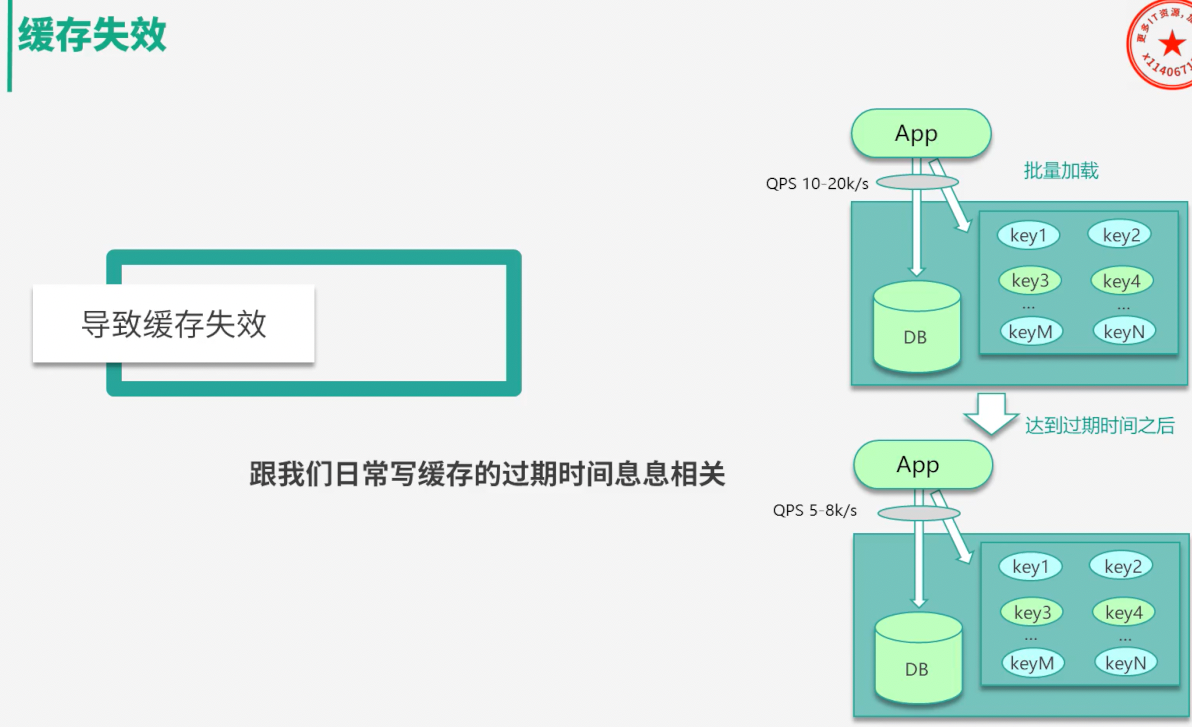 缓存失效
更多IT资源,
x1140671
App
QPS 10-20k/s
批量加载
key1 key2
key3 key4
... ...
keyM keyN
DB
导致缓存失效
达到过期时间之后
跟我们日常写缓存的过期时间息息相关
App
QPS 5-8k/s
key1 key2
key3 key4
... ...
keyM keyN
DB